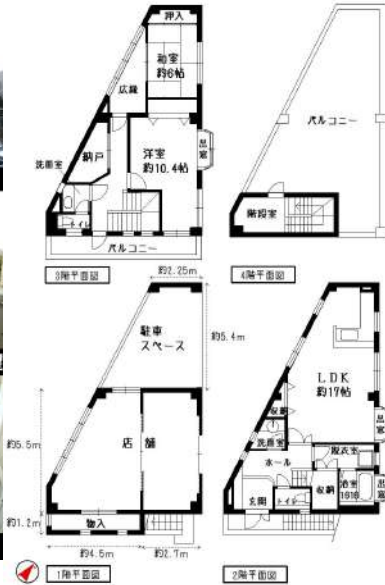 押入
和室
約6帖
広縁
納戸
洗面室
洋室
約10.4帖
出窓
トイレ
バルコニー
3階平面図
バルコニー
階段室
4階平面図
約2.25m
駐車
スペース
約5.4m
店舗
約5.5m
約1.2m
物入
約4.5m
約2.7m
1階平面図
LDK
約17帖
出窓
収納
洗面室
脱衣室
ホール
浴室
1616
出窓
玄関
トイレ
収納
2階平面図